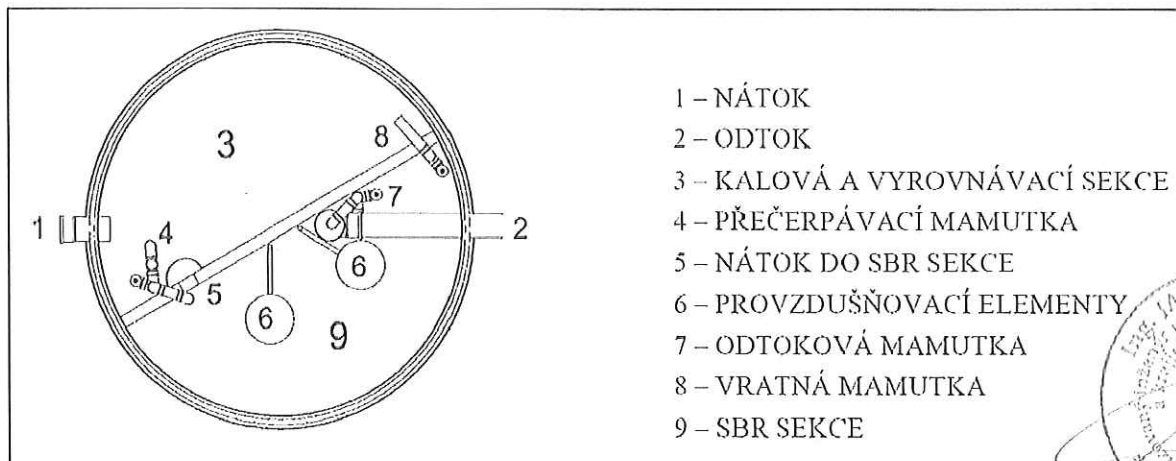 1 – NÁTOK
2 – ODTOK
3 – KALOVÁ A VYROVNÁVACÍ SEKCE
4 – PŘEČERPÁVACÍ MAMUTKA
5 – NÁTOK DO SBR SEKCE
6 – PROVZDUŠŇOVACÍ ELEMENTY
7 – ODTOKOVÁ MAMUTKA
8 – VRATNÁ MAMUTKA
9 – SBR SEKCE
3
8
7
1
4
2
5
6
6
9
Ing.